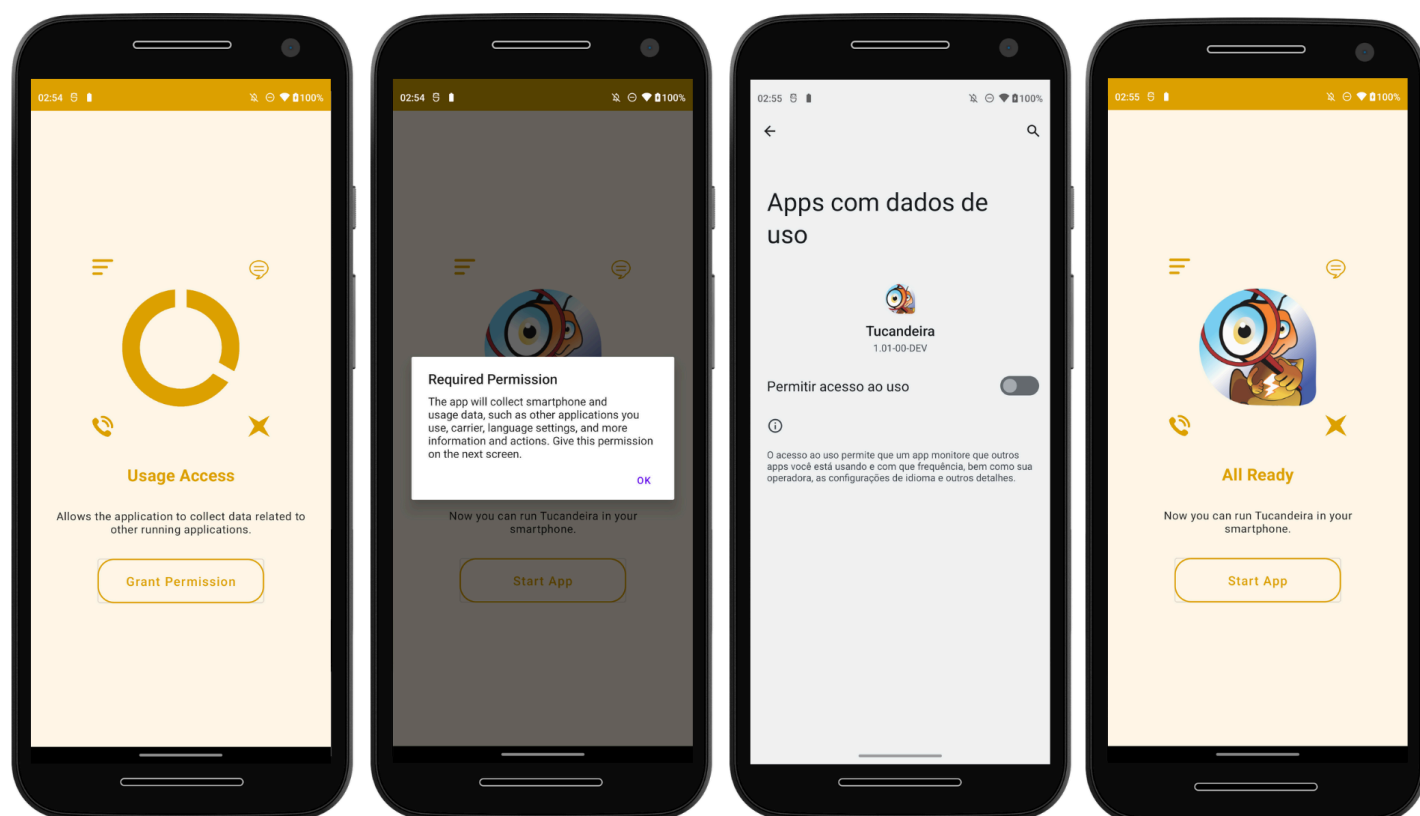 02:54
100%
Usage Access
Allows the application to collect data related to
other running applications.
Grant Permission
02:54
100%
Required Permission
The app will collect smartphone and
usage data, such as other applications you
use, carrier, language settings, and more
information and actions. Give this permission
on the next screen.
OK
Now you can run Tucandeira in your
smartphone.
Start App
02:55
100%
Apps com dados de
uso
Tucandeira
1.01-00-DEV
Permitir acesso ao uso
O acesso ao uso permite que um app monitore que outros
apps você está usando e com que frequência, bem como sua
operadora, as configurações de idioma e outros detalhes.
02:55
100%
All Ready
Now you can run Tucandeira in your
smartphone.
Start App